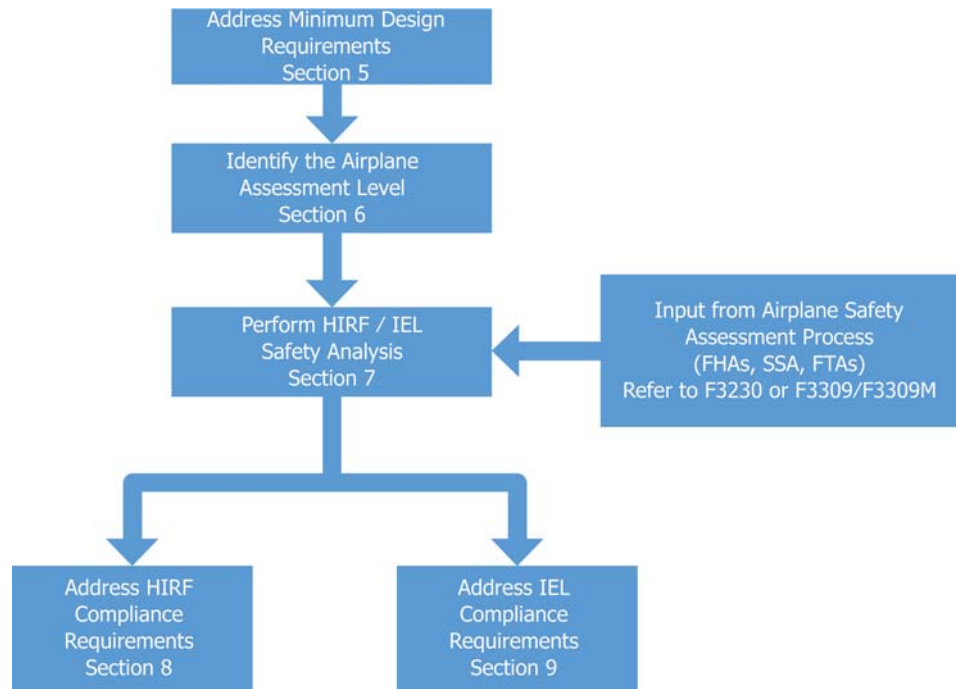 Address Minimum Design
Requirements
Section 5
Identify the Airplane
Assessment Level
Section 6
Perform HIRF / IEL
Safety Analysis
Section 7
Input from Airplane Safety
Assessment Process
(FHAs, SSA, FTAs)
Refer to F3230 or F3309/F3309M
Address HIRF
Compliance
Requirements
Section 8
Address IEL
Compliance
Requirements
Section 9